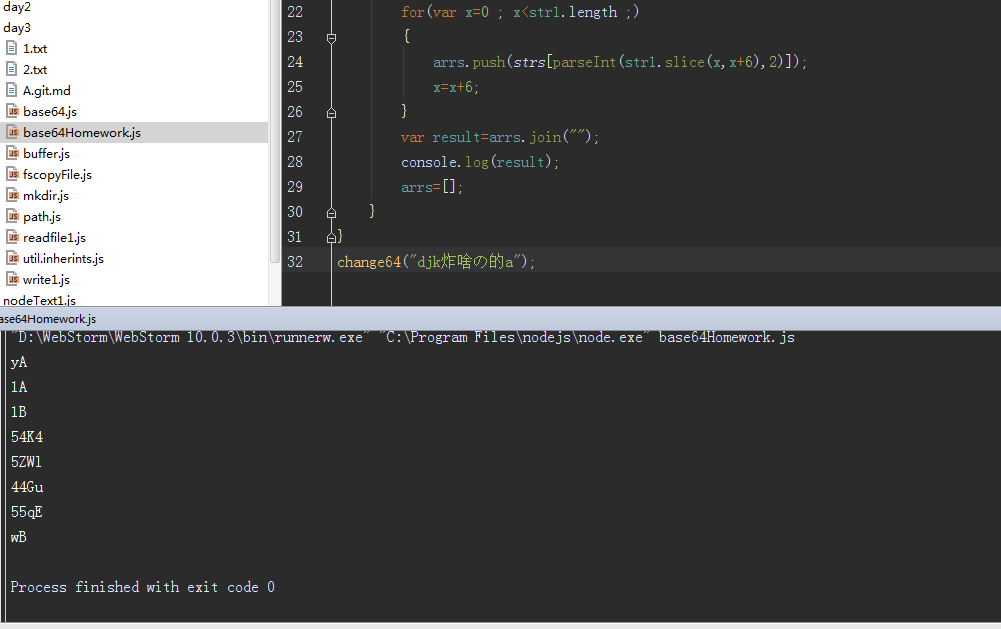 day2
day3
1.txt
2.txt
A.git.md
base64.js
base64Homework.js
buffer.js
fscopyFile.js
mkdir.js
path.js
readfile1.js
util.inherints.js
write1.js
nodeText1.js
22 for(var x=0 ; x<strl.length ;)
23 {
24 arrs.push(strs[parseInt(strl.slice(x,x+6),2)]);
25 x=x+6;
26 }
27 var result=arrs.join("");
28 console.log(result);
29 arrs=[];
30 }
31 }
32 change64("djk炸啥の的a");
ase64Homework.js
"D:\WebStorm\WebStorm 10.0.3\bin\runnerw.exe" "C:\Program Files\nodejs\node.exe" base64Homework.js
yA
1A
1B
54K4
5ZWl
44Gu
55qE
wB
Process finished with exit code 0